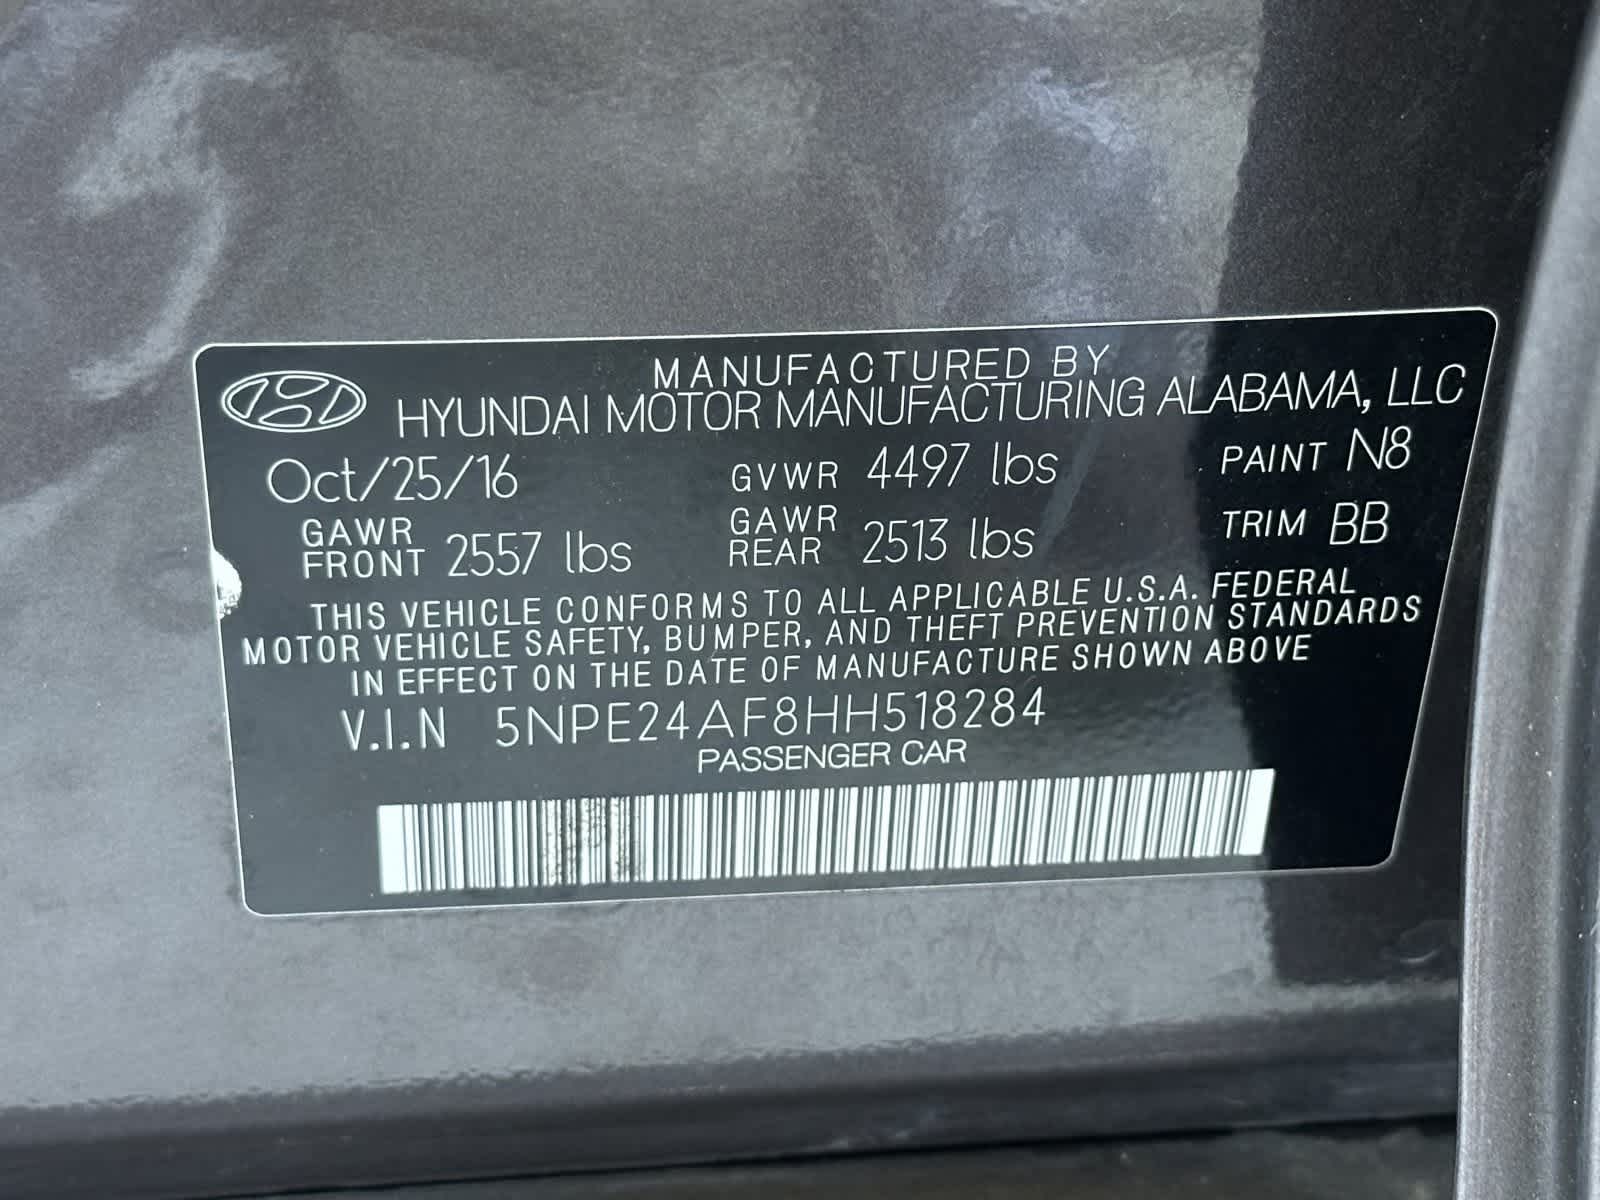 MANUFACTURED BY
HYUNDAI MOTOR MANUFACTURING ALABAMA, LLC
Oct/25/16 GVWR 4497 lbs PAINT N8
GAWR FRONT 2557 lbs GAWR REAR 2513 lbs TRIM BB
THIS VEHICLE CONFORMS TO ALL APPLICABLE U.S.A. FEDERAL
MOTOR VEHICLE SAFETY, BUMPER, AND THEFT PREVENTION STANDARDS
IN EFFECT ON THE DATE OF MANUFACTURE SHOWN ABOVE
V.I.N 5NPE24AF8HH518284
PASSENGER CAR